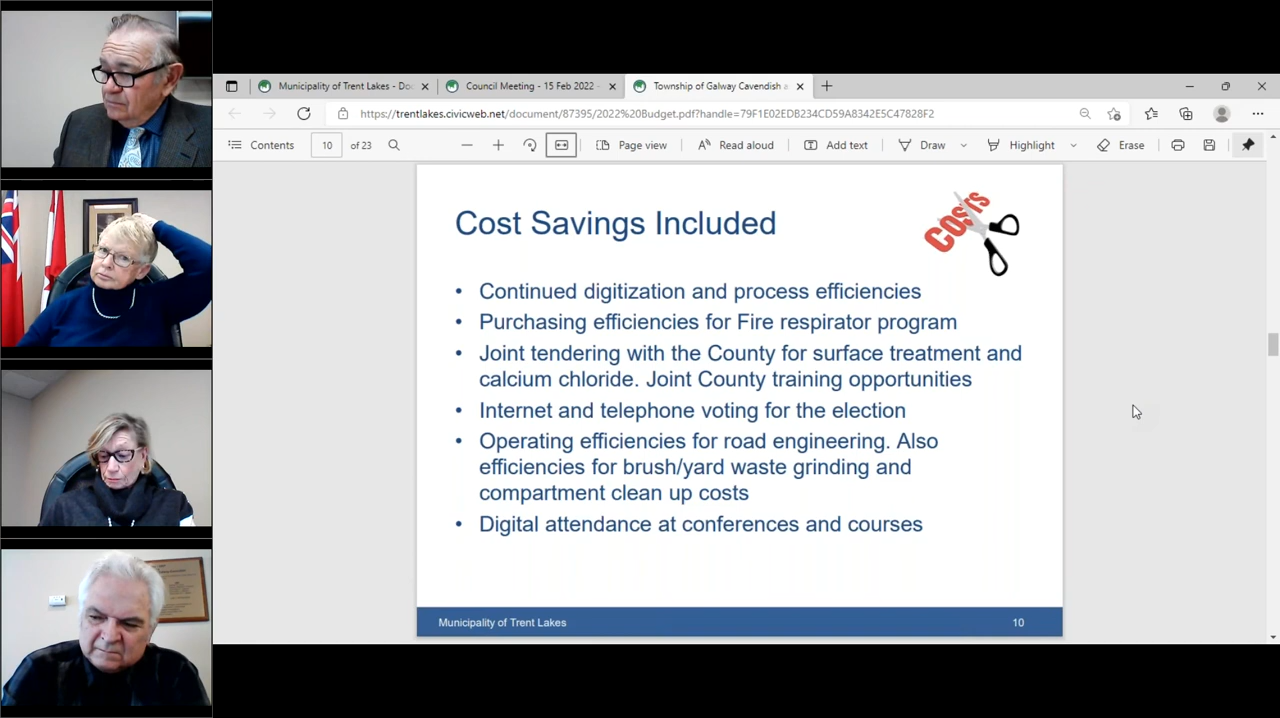 Municipality of Trent Lakes - Doc
Council Meeting - 15 Feb 2022 -
Township of Galway Cavendish a
https://trentlakes.civicweb.net/document/87395/2022%20Budget.pdf?handle=79F1E02EDB234CD59A8342E5C47828F2
Contents 10 of 23 Page view Read aloud Add text Draw Highlight Erase
Cost Savings Included
COSTS
• Continued digitization and process efficiencies
• Purchasing efficiencies for Fire respirator program
• Joint tendering with the County for surface treatment and
calcium chloride. Joint County training opportunities
• Internet and telephone voting for the election
• Operating efficiencies for road engineering. Also
efficiencies for brush/yard waste grinding and
compartment clean up costs
• Digital attendance at conferences and courses
Municipality of Trent Lakes 10